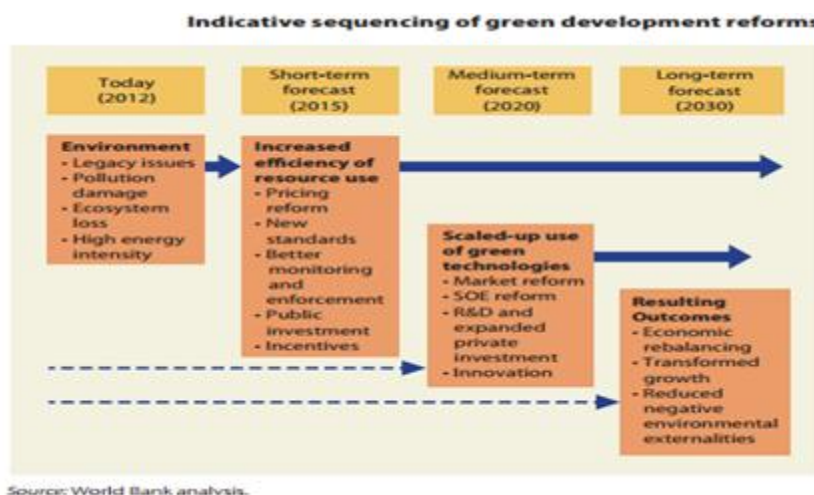 Indicative sequencing of green development reforms
Today
(2012)
Short-term
forecast
(2015)
Medium-term
forecast
(2020)
Long-term
forecast
(2030)
Environment
- Legacy issues
- Pollution
damage
- Ecosystem
loss
- High energy
intensity
Increased
efficiency of
resource use
- Pricing
reform
- New
standards
- Better
monitoring
and
enforcement
- Public
investment
- Incentives
Scaled-up use
of green
technologies
- Market reform
- SOE reform
- R&D and
expanded
private
investment
- Innovation
Resulting
Outcomes
- Economic
rebalancing
- Transformed
growth
- Reduced
negative
environmental
externalities
Source: World Bank analysis.